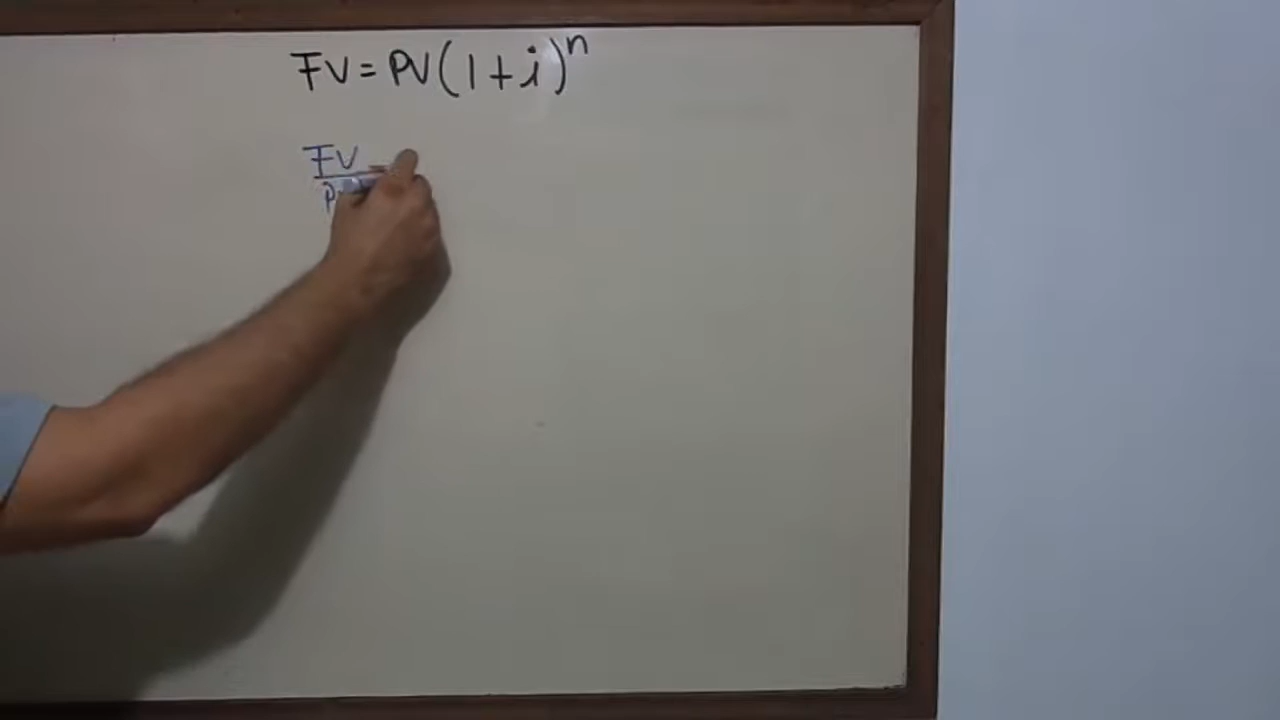 FV = PV(1+i)^n
FV =
P